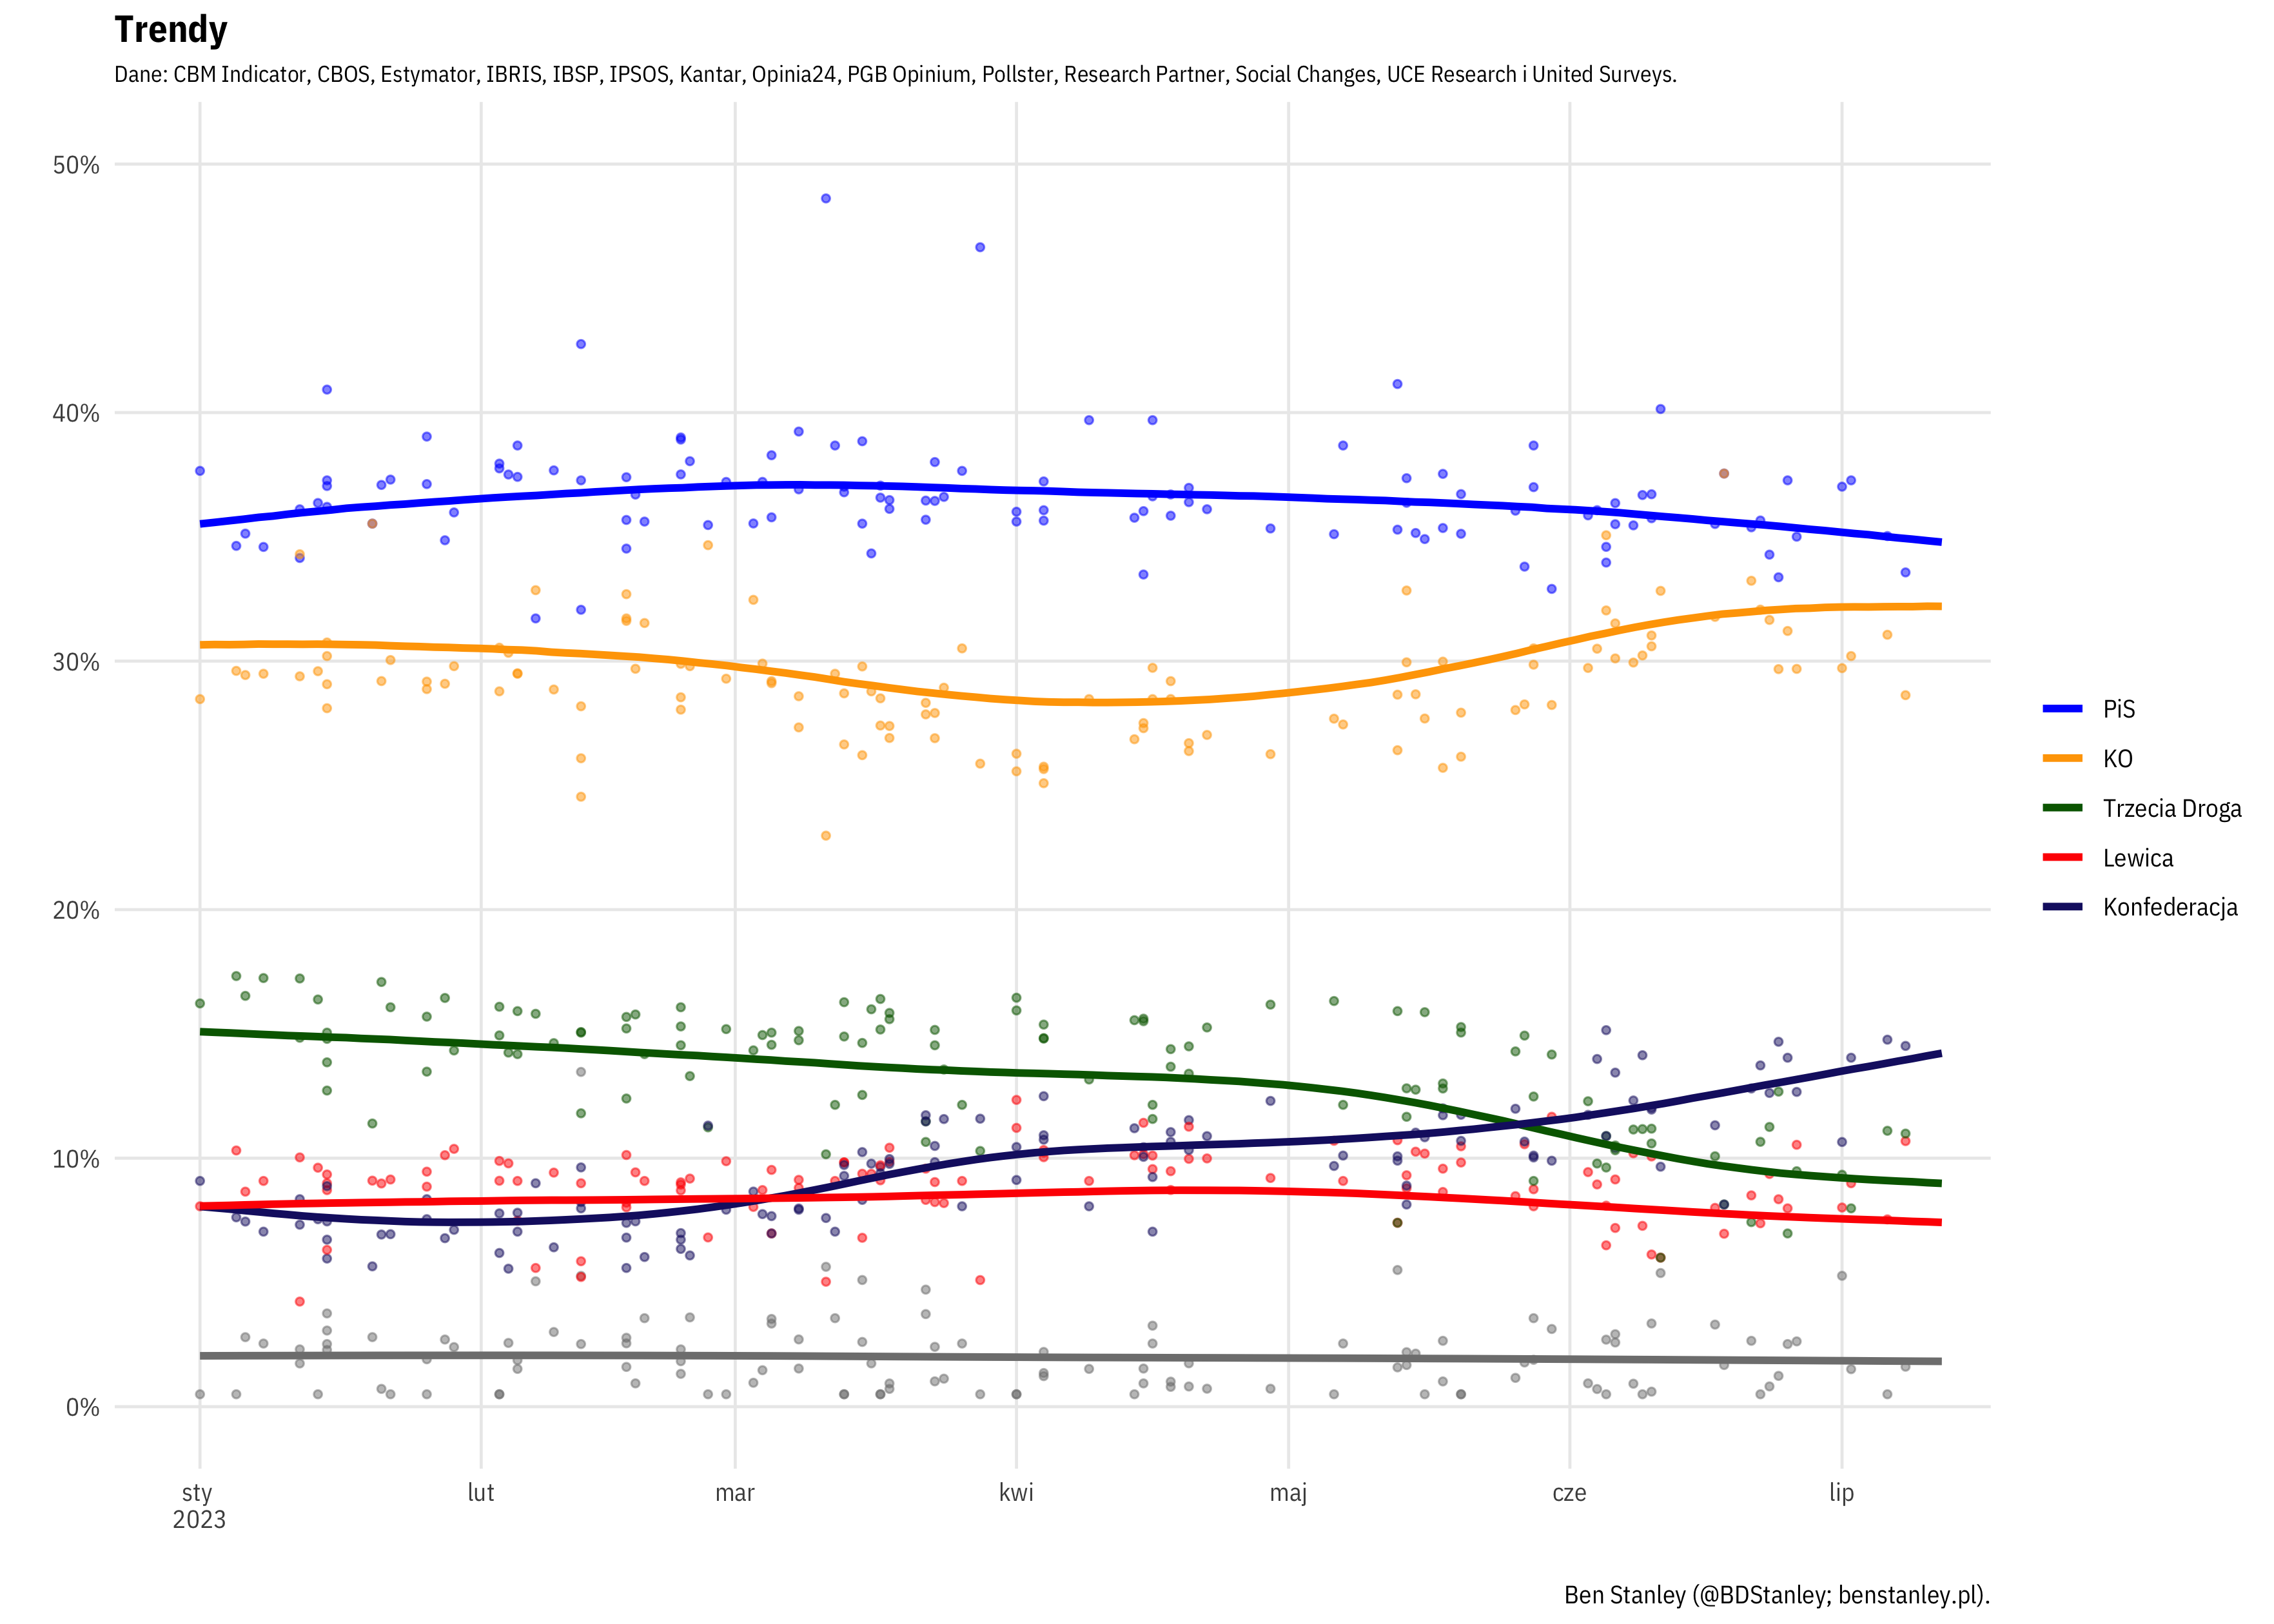 Trendy
Dane: CBM Indicator, CBOS, Estymator, IBRIS, IBSP, IPSOS, Kantar, Opinia24, PGB Opinium, Pollster, Research Partner, Social Changes, UCE Research i United Surveys.
50%
40%
30%
20%
10%
0%
PiS
KO
Trzecia Droga
Lewica
Konfederacja
sty lut mar kwi maj cze lip
2023
Ben Stanley (@BDStanley; benstanley.pl).